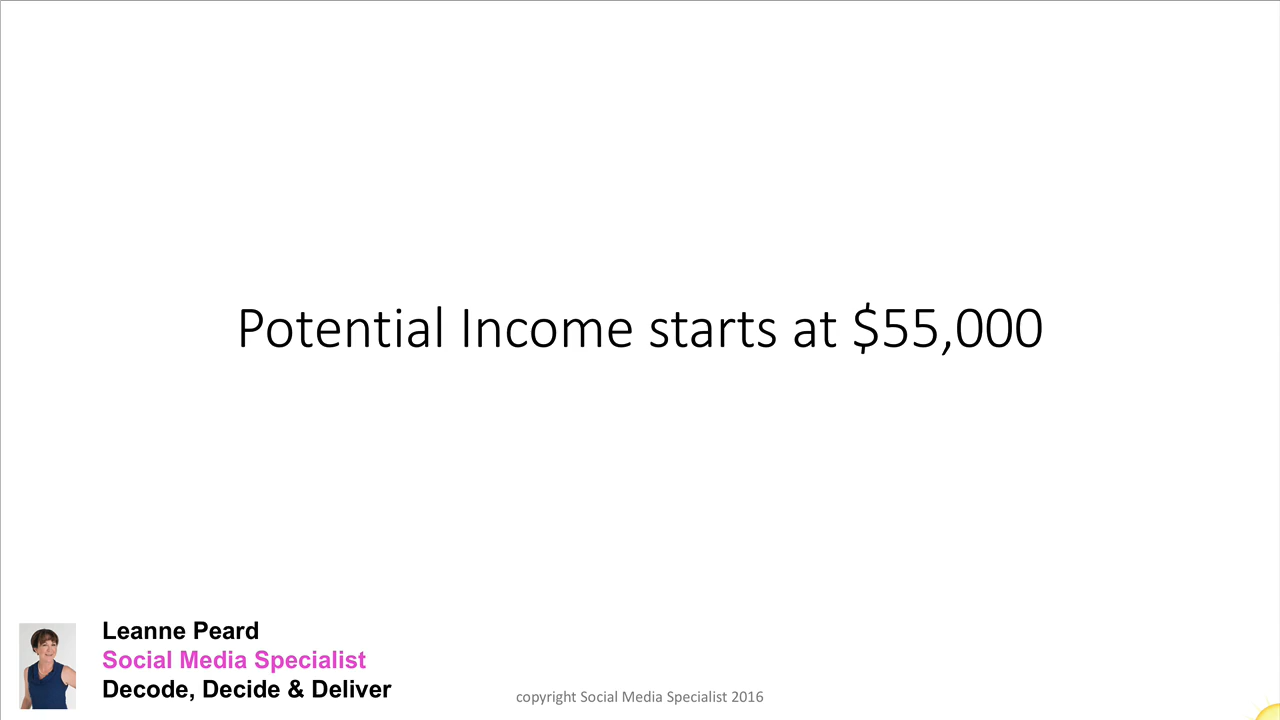 Potential Income starts at $55,000
Leanne Peard
Social Media Specialist
Decode, Decide & Deliver
copyright Social Media Specialist 2016